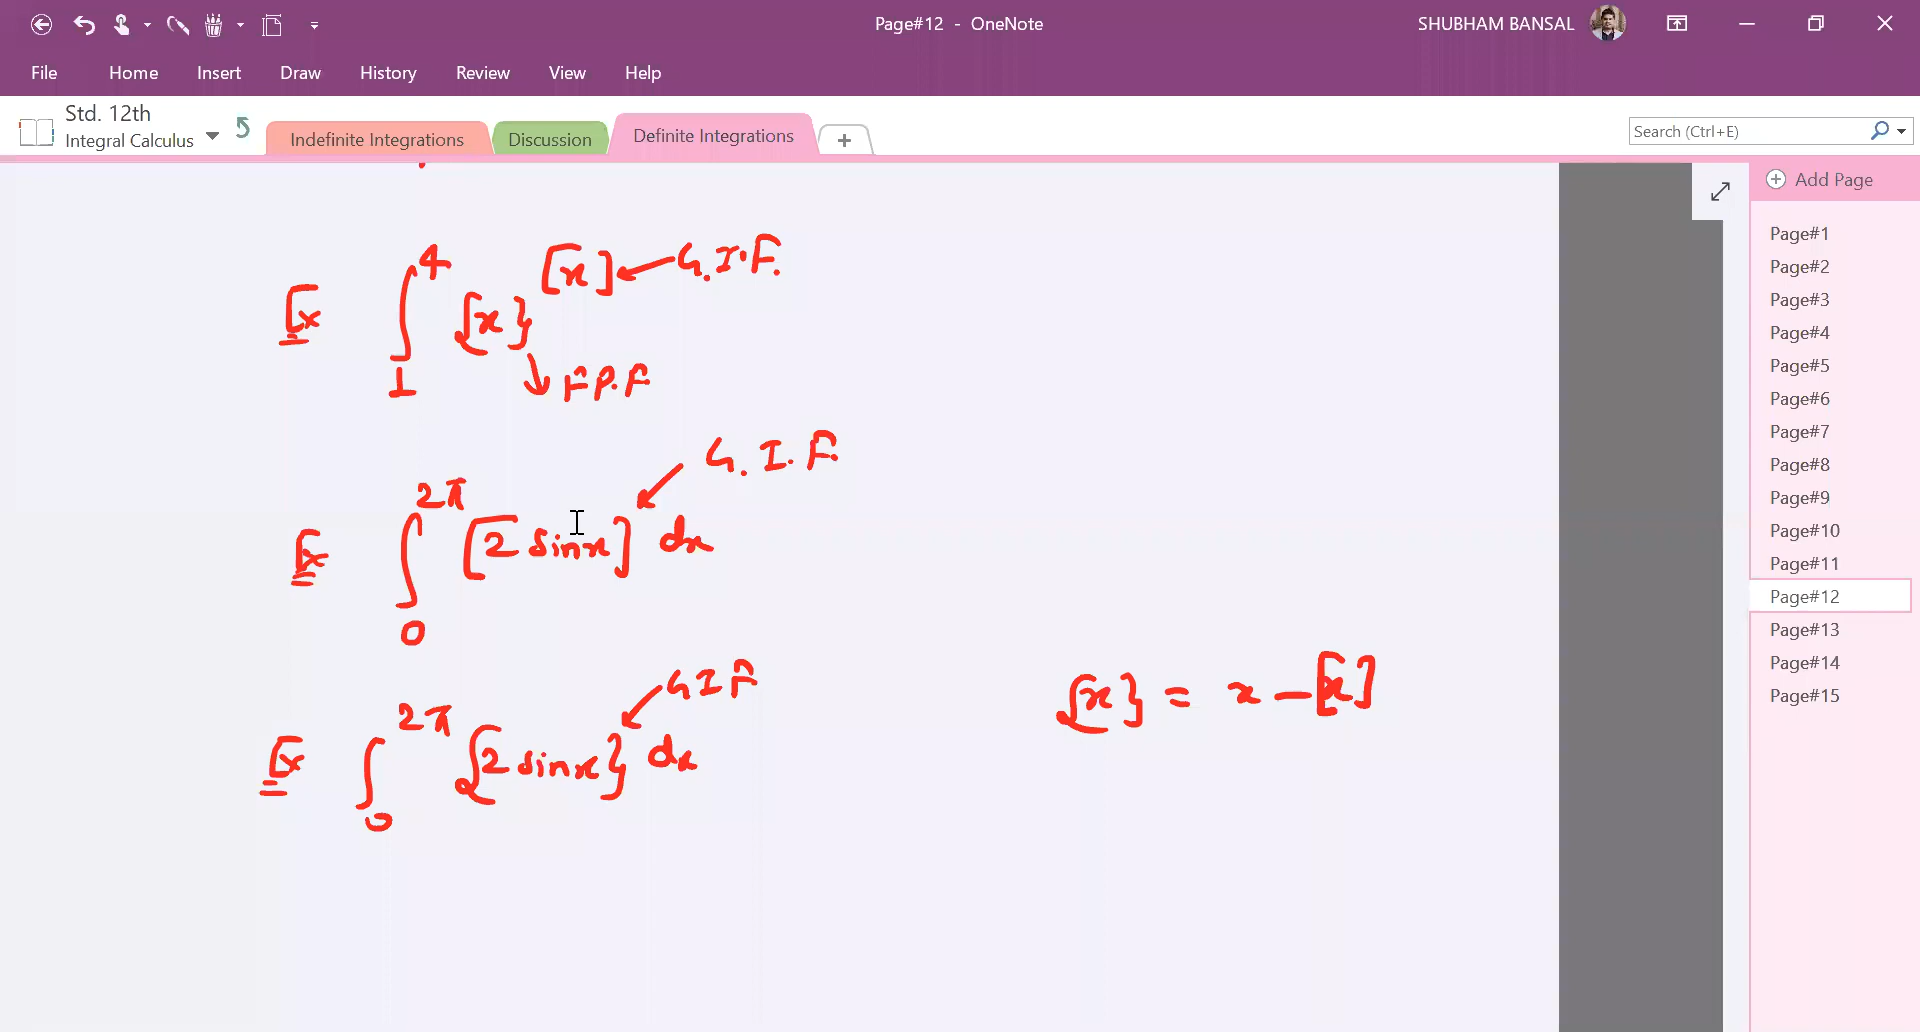 Page#12 - OneNote
SHUBHAM BANSAL
File Home Insert Draw History Review View Help
Std. 12th
Integral Calculus
Indefinite Integrations
Discussion
Definite Integrations
+
Search (Ctrl+E)
Add Page
Page#1
Page#2
Page#3
Page#4
Page#5
Page#6
Page#7
Page#8
Page#9
Page#10
Page#11
Page#12
Page#13
Page#14
Page#15
Ex ∫₁⁴ {x}^[x] ← G.I.F.
↓ F.P.F
Ex ∫₀^2π [2 sinx] dx ← G.I.F.
Ex ∫₀^2π {2 sinx} dx ← GIF
{x} = x - [x]